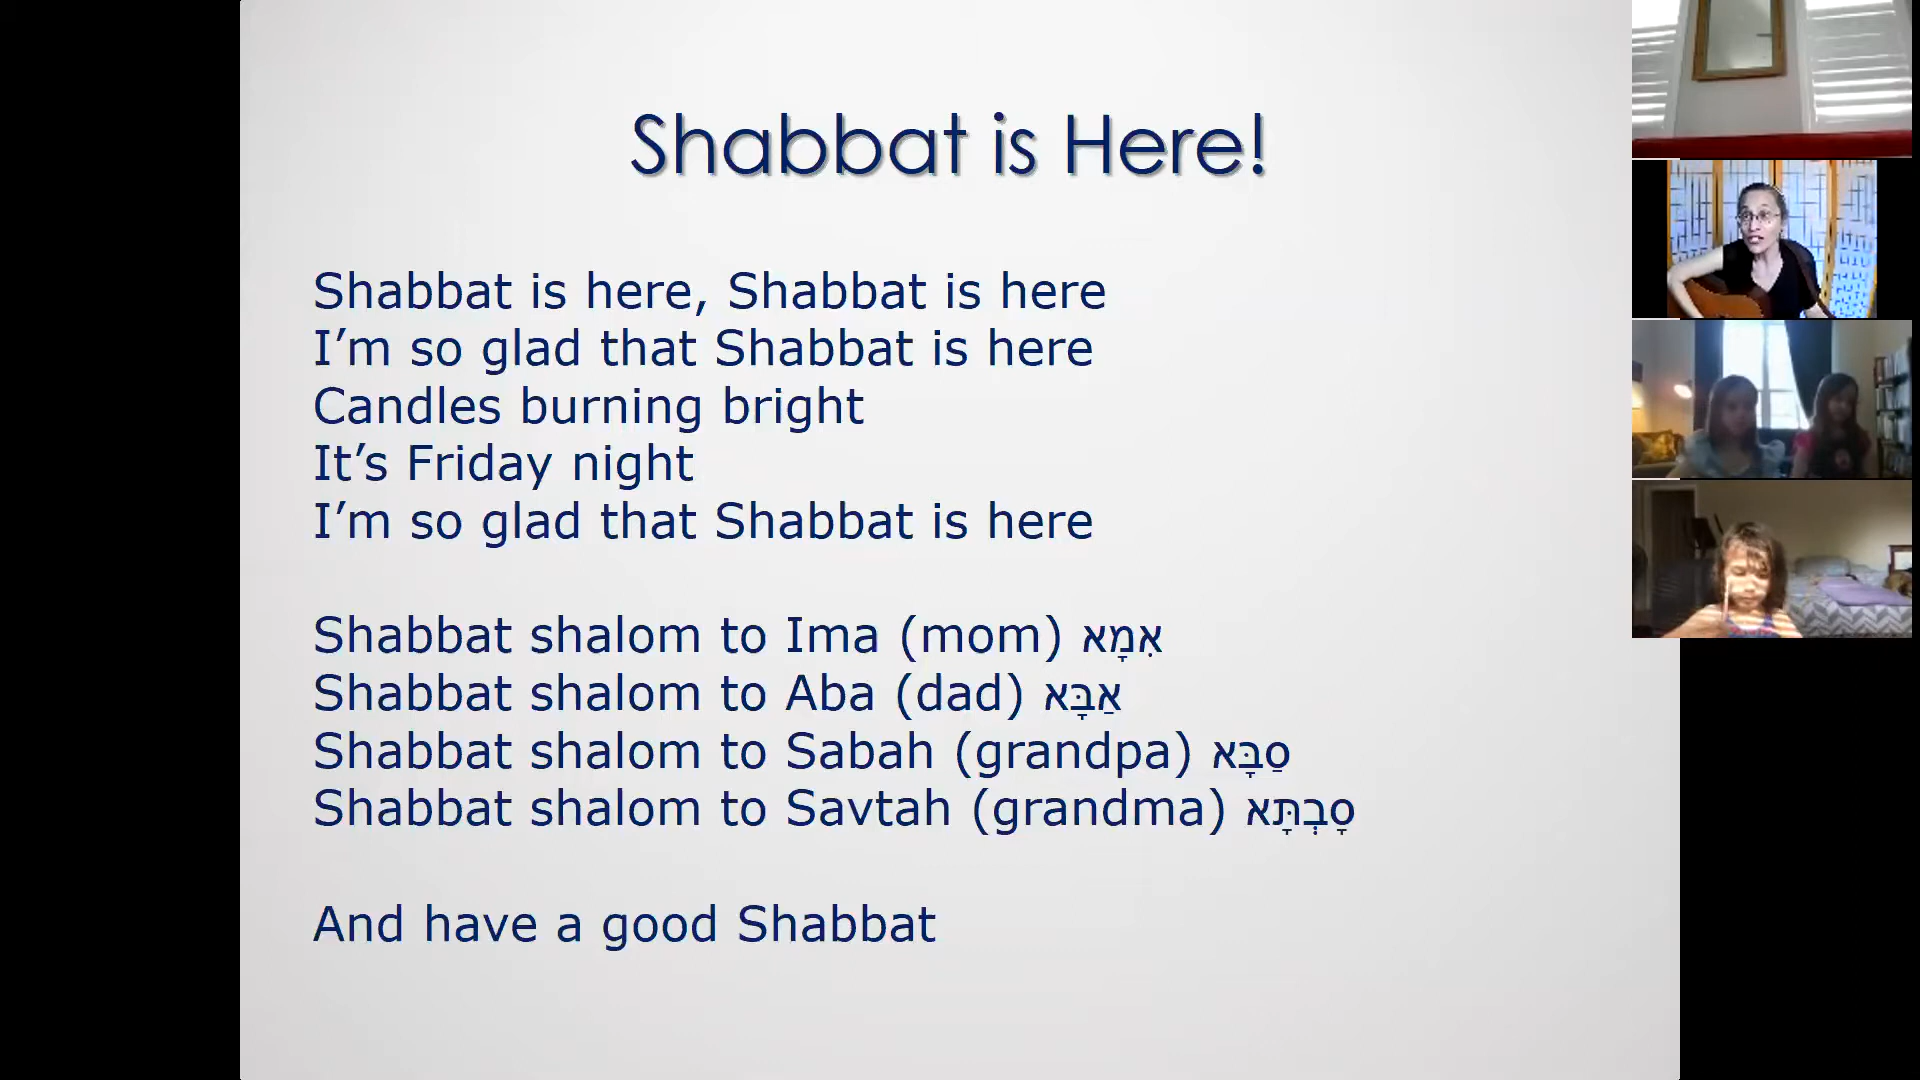 Shabbat is Here!
Shabbat is here, Shabbat is here
I’m so glad that Shabbat is here
Candles burning bright
It’s Friday night
I’m so glad that Shabbat is here
Shabbat shalom to Ima (mom) אִמָא
Shabbat shalom to Aba (dad) אַבָּא
Shabbat shalom to Sabah (grandpa) סַבָּא
Shabbat shalom to Savtah (grandma) סָבְתָּא
And have a good Shabbat